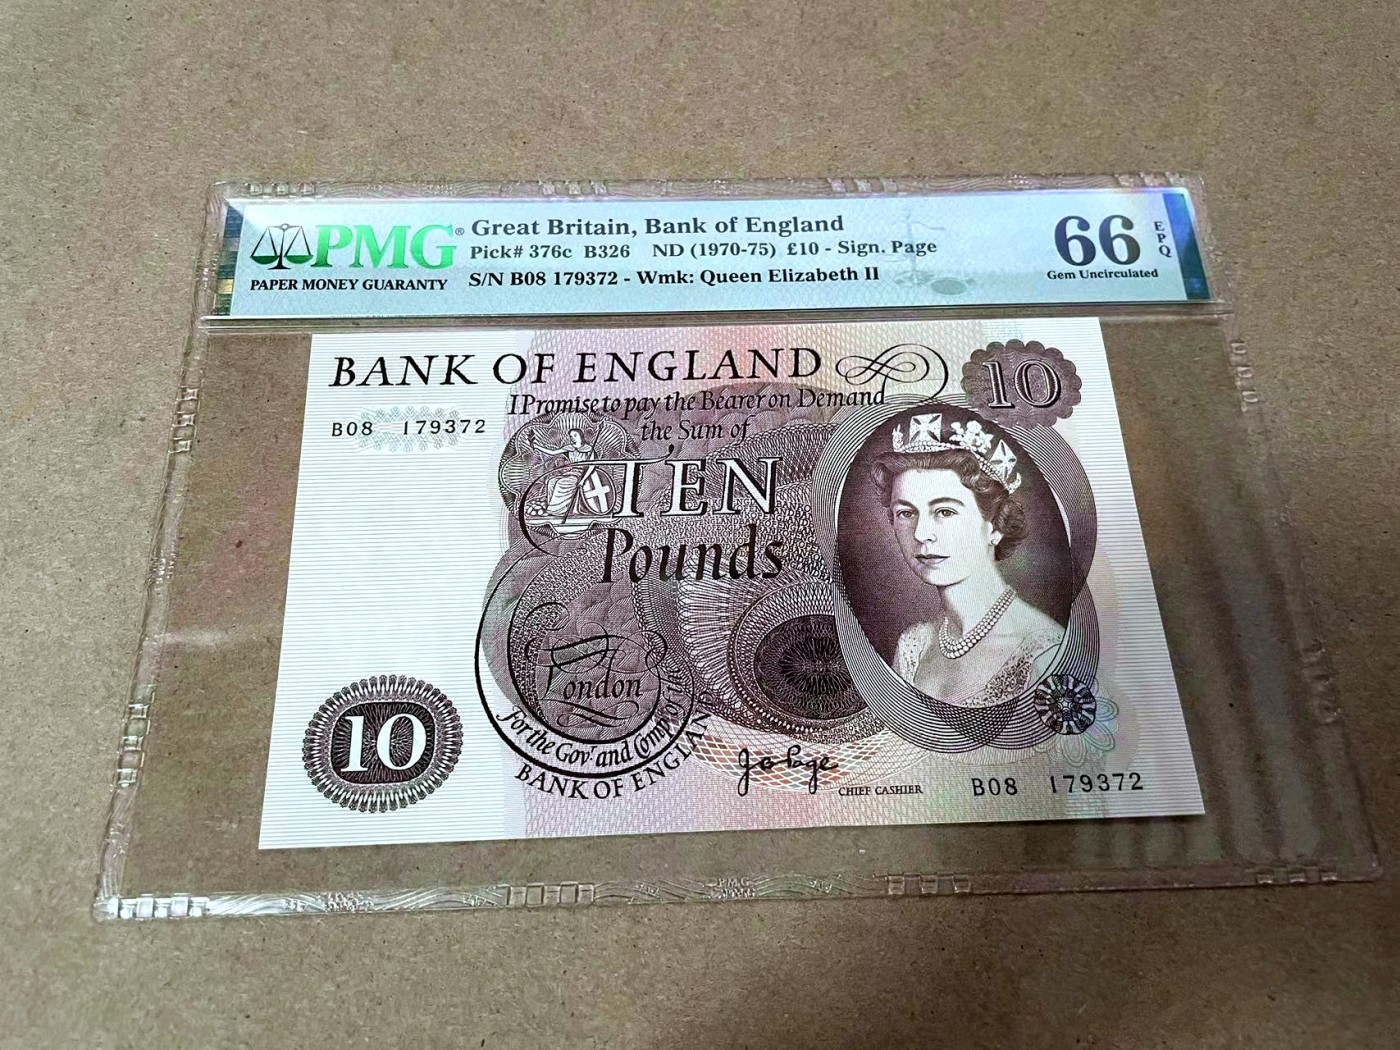 PMG®
PAPER MONEY GUARANTY
Great Britain, Bank of England
Pick# 376c B326 ND (1970-75) £10 - Sign. Page
S/N B08 179372 - Wmk: Queen Elizabeth II
66
EPQ
Gem Uncirculated
BANK OF ENGLAND
10
I Promise to pay the Bearer on Demand
the Sum of
B08 179372
TEN
Pounds
London
For the Govr. and Compa. of the
BANK OF ENGLAND
10
CHIEF CASHIER
B08 179372
PMG